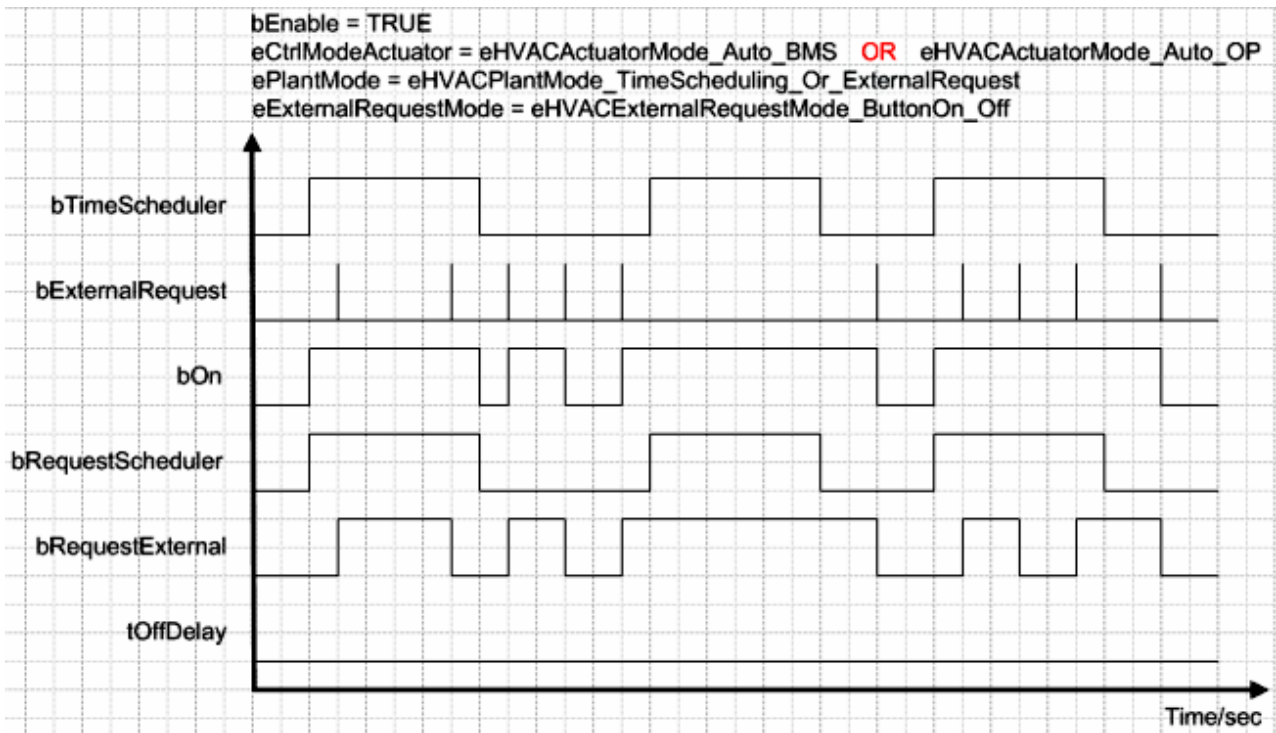 bEnable = TRUE
eCtrlModeActuator = eHVACActuatorMode_Auto_BMS OR eHVACActuatorMode_Auto_OP
ePlantMode = eHVACPlantMode_TimeScheduling_Or_ExternalRequest
eExternalRequestMode = eHVACExternalRequestMode_ButtonOn_Off
bTimeScheduler
bExternalRequest
bOn
bRequestScheduler
bRequestExternal
tOffDelay
Time/sec